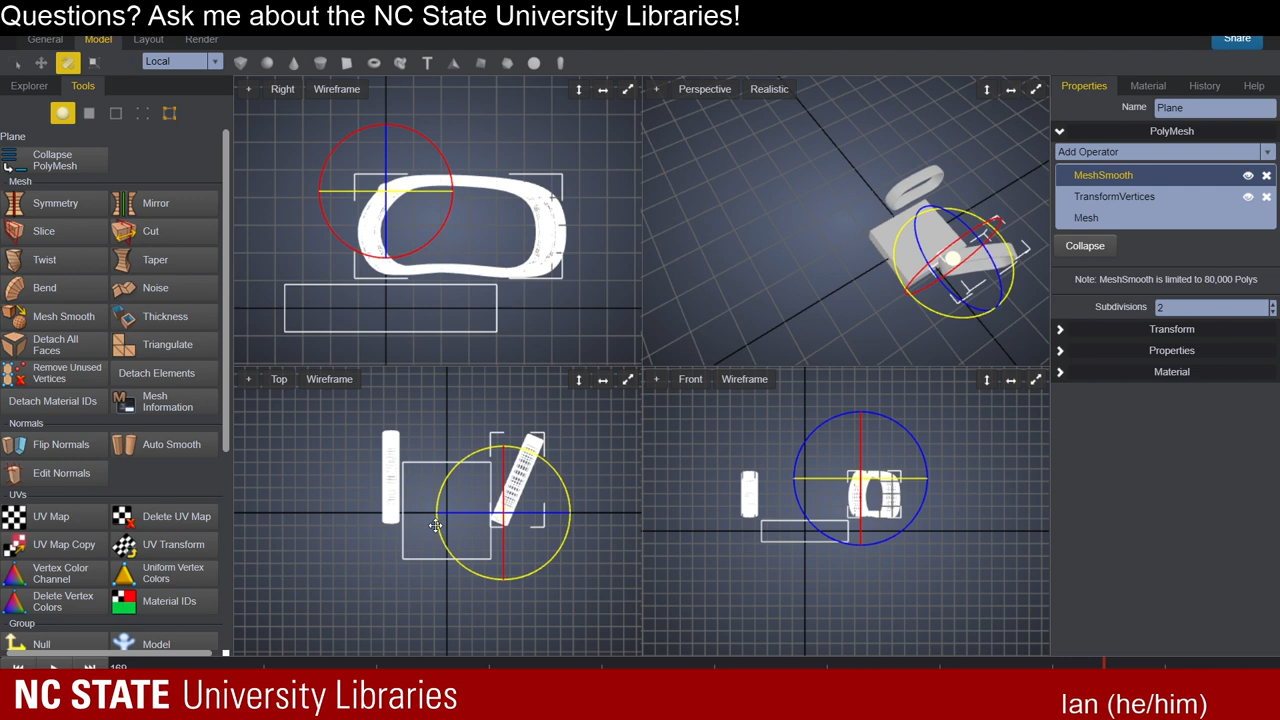 Questions? Ask me about the NC State University Libraries!
General Model Layout Render Share
Local
Explorer Tools
Right Wireframe
Perspective Realistic
Properties Material History Help
Name Plane
PolyMesh
Add Operator
MeshSmooth
TransformVertices
Mesh
Collapse
Note: MeshSmooth is limited to 80,000 Polys
Subdivisions 2
Transform
Properties
Material
Plane
Collapse
PolyMesh
Mesh
Symmetry Mirror
Slice Cut
Twist Taper
Bend Noise
Mesh Smooth Thickness
Detach All
Faces
Triangulate
Remove Unused
Vertices
Detach Elements
Detach Material IDs
Mesh
Information
Normals
Flip Normals Auto Smooth
Edit Normals
UVs
UV Map Delete UV Map
UV Map Copy UV Transform
Vertex Color
Channel
Uniform Vertex
Colors
Delete Vertex
Colors
Material IDs
Group
Null Model
Top Wireframe
Front Wireframe
169
NC STATE University Libraries
Ian (he/him)